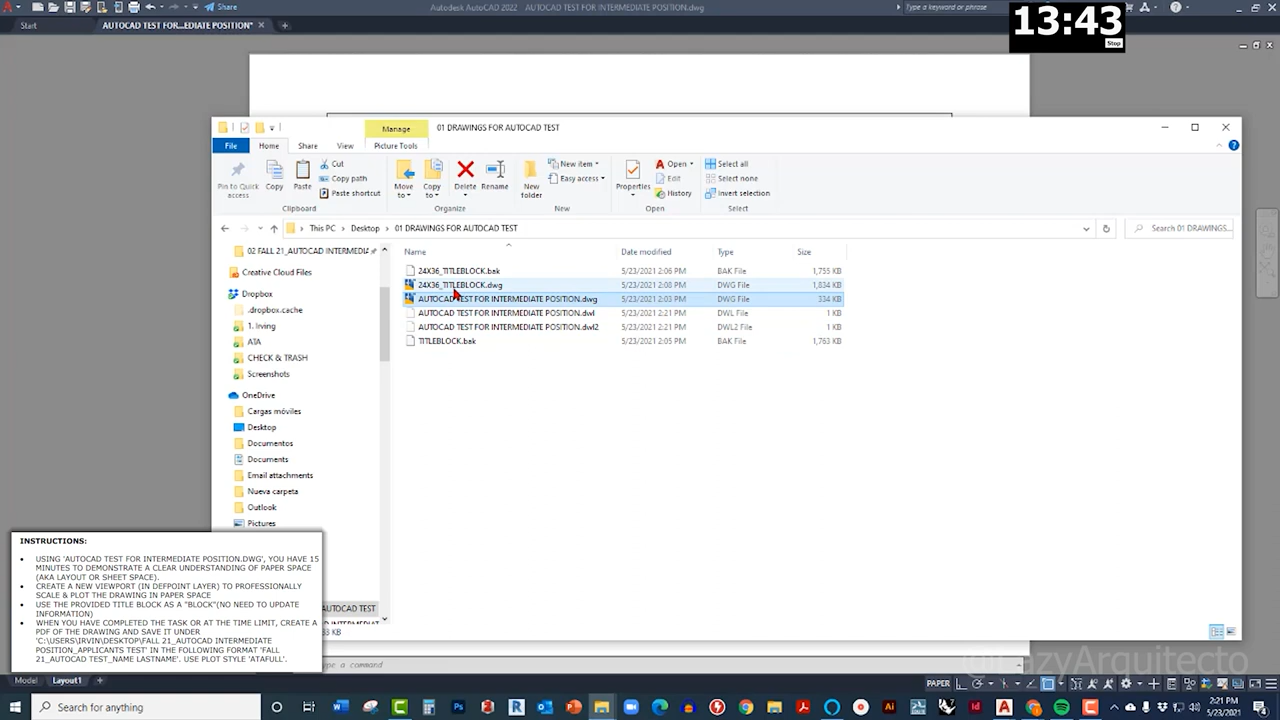 Share
Autodesk AutoCAD 2022 AUTOCAD TEST FOR INTERMEDIATE POSITION.dwg
Type a keyword or phrase
13:43
Stop
Start
AUTOCAD TEST FOR...EDIATE POSITION*
Manage
01 DRAWINGS FOR AUTOCAD TEST
File
Home
Share
View
Picture Tools
Pin to Quick access
Copy
Paste
Cut
Copy path
Paste shortcut
Move to
Copy to
Delete
Rename
New folder
New item
Easy access
Properties
Open
Edit
History
Select all
Select none
Invert selection
Clipboard
Organize
New
Open
Select
This PC > Desktop > 01 DRAWINGS FOR AUTOCAD TEST
Search 01 DRAWINGS...
Name Date modified Type Size
24X36_TITLEBLOCK.bak 5/23/2021 2:06 PM BAK File 1,755 KB
24X36_TITLEBLOCK.dwg 5/23/2021 2:08 PM DWG File 1,834 KB
AUTOCAD TEST FOR INTERMEDIATE POSITION.dwg 5/23/2021 2:03 PM DWG File 334 KB
AUTOCAD TEST FOR INTERMEDIATE POSITION.dwl 5/23/2021 2:21 PM DWL File 1 KB
AUTOCAD TEST FOR INTERMEDIATE POSITION.dwl2 5/23/2021 2:21 PM DWL2 File 1 KB
TITLEBLOCK.bak 5/23/2021 2:05 PM BAK File 1,763 KB
02 FALL 21_AUTOCAD INTERMEDIA
Creative Cloud Files
Dropbox
.dropbox.cache
1. Irving
ATA
CHECK & TRASH
Screenshots
OneDrive
Cargas móviles
Desktop
Documentos
Documents
Email attachments
Nueva carpeta
Outlook
Pictures
AUTOCAD TEST
INSTRUCTIONS:
• USING 'AUTOCAD TEST FOR INTERMEDIATE POSITION.DWG', YOU HAVE 15
MINUTES TO DEMONSTRATE A CLEAR UNDERSTANDING OF PAPER SPACE
(AKA LAYOUT OR SHEET SPACE).
• CREATE A NEW VIEWPORT (IN DEFPOINT LAYER) TO PROFESSIONALLY
SCALE & PLOT THE DRAWING IN PAPER SPACE
• USE THE PROVIDED TITLE BLOCK AS A "BLOCK"(NO NEED TO UPDATE
INFORMATION)
• WHEN YOU HAVE COMPLETED THE TASK OR AT THE TIME LIMIT, CREATE A
PDF OF THE DRAWING AND SAVE IT UNDER
'C:\USERS\IRVIN\DESKTOP\FALL 21_AUTOCAD INTERMEDIATE
POSITION_APPLICANTS TEST' IN THE FOLLOWING FORMAT 'FALL
21_AUTOCAD TEST_NAME LASTNAME'. USE PLOT STYLE 'ATAFULL'.
Type a command
@LazyArquitecto
Model
Layout1
PAPER
Search for anything
2:21 PM
5/23/2021